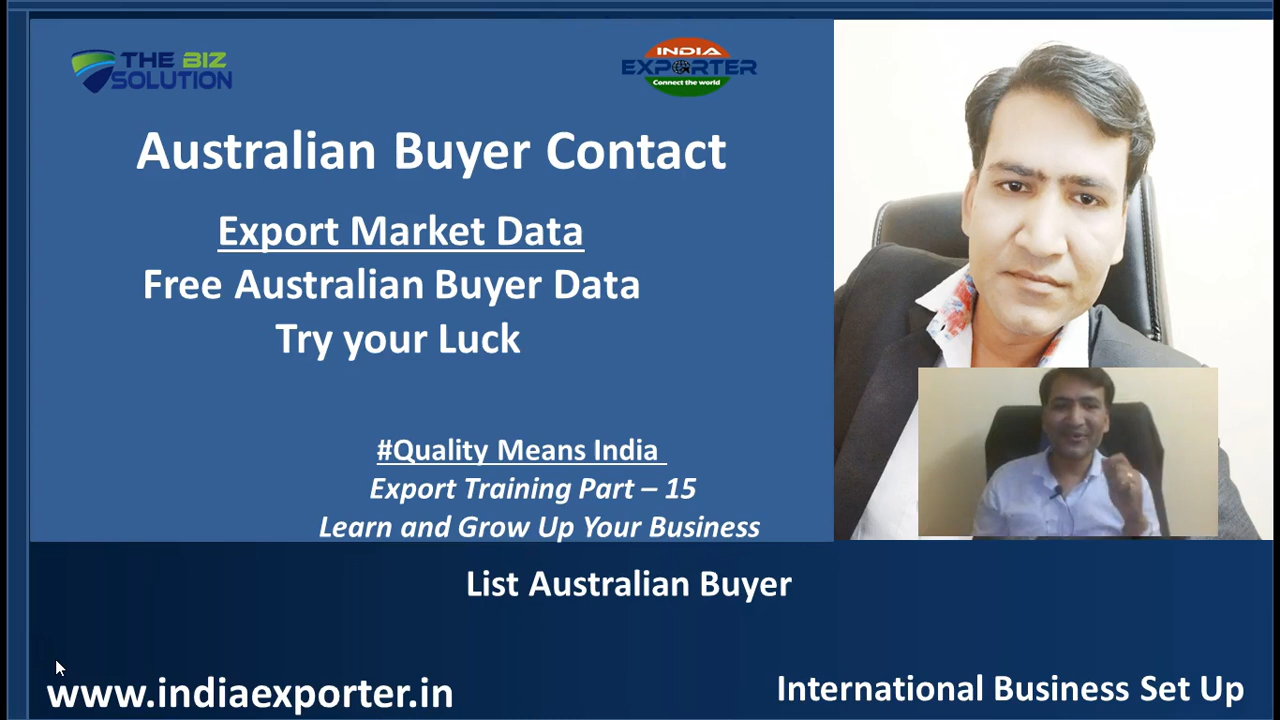 THE BIZ
SOLUTION
INDIA
EXPORTER
Connect the world
Australian Buyer Contact
Export Market Data
Free Australian Buyer Data
Try your Luck
#Quality Means India
Export Training Part – 15
Learn and Grow Up Your Business
List Australian Buyer
www.indiaexporter.in
International Business Set Up